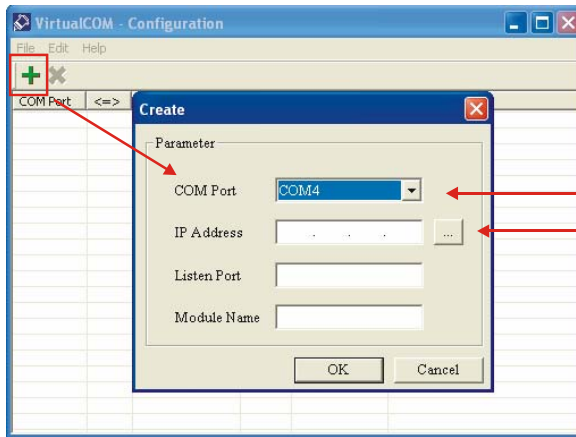 VirtualCOM - Configuration
File Edit Help
COM Port <=>
Create
Parameter
COM Port COM4
IP Address . . . ...
Listen Port
Module Name
OK Cancel